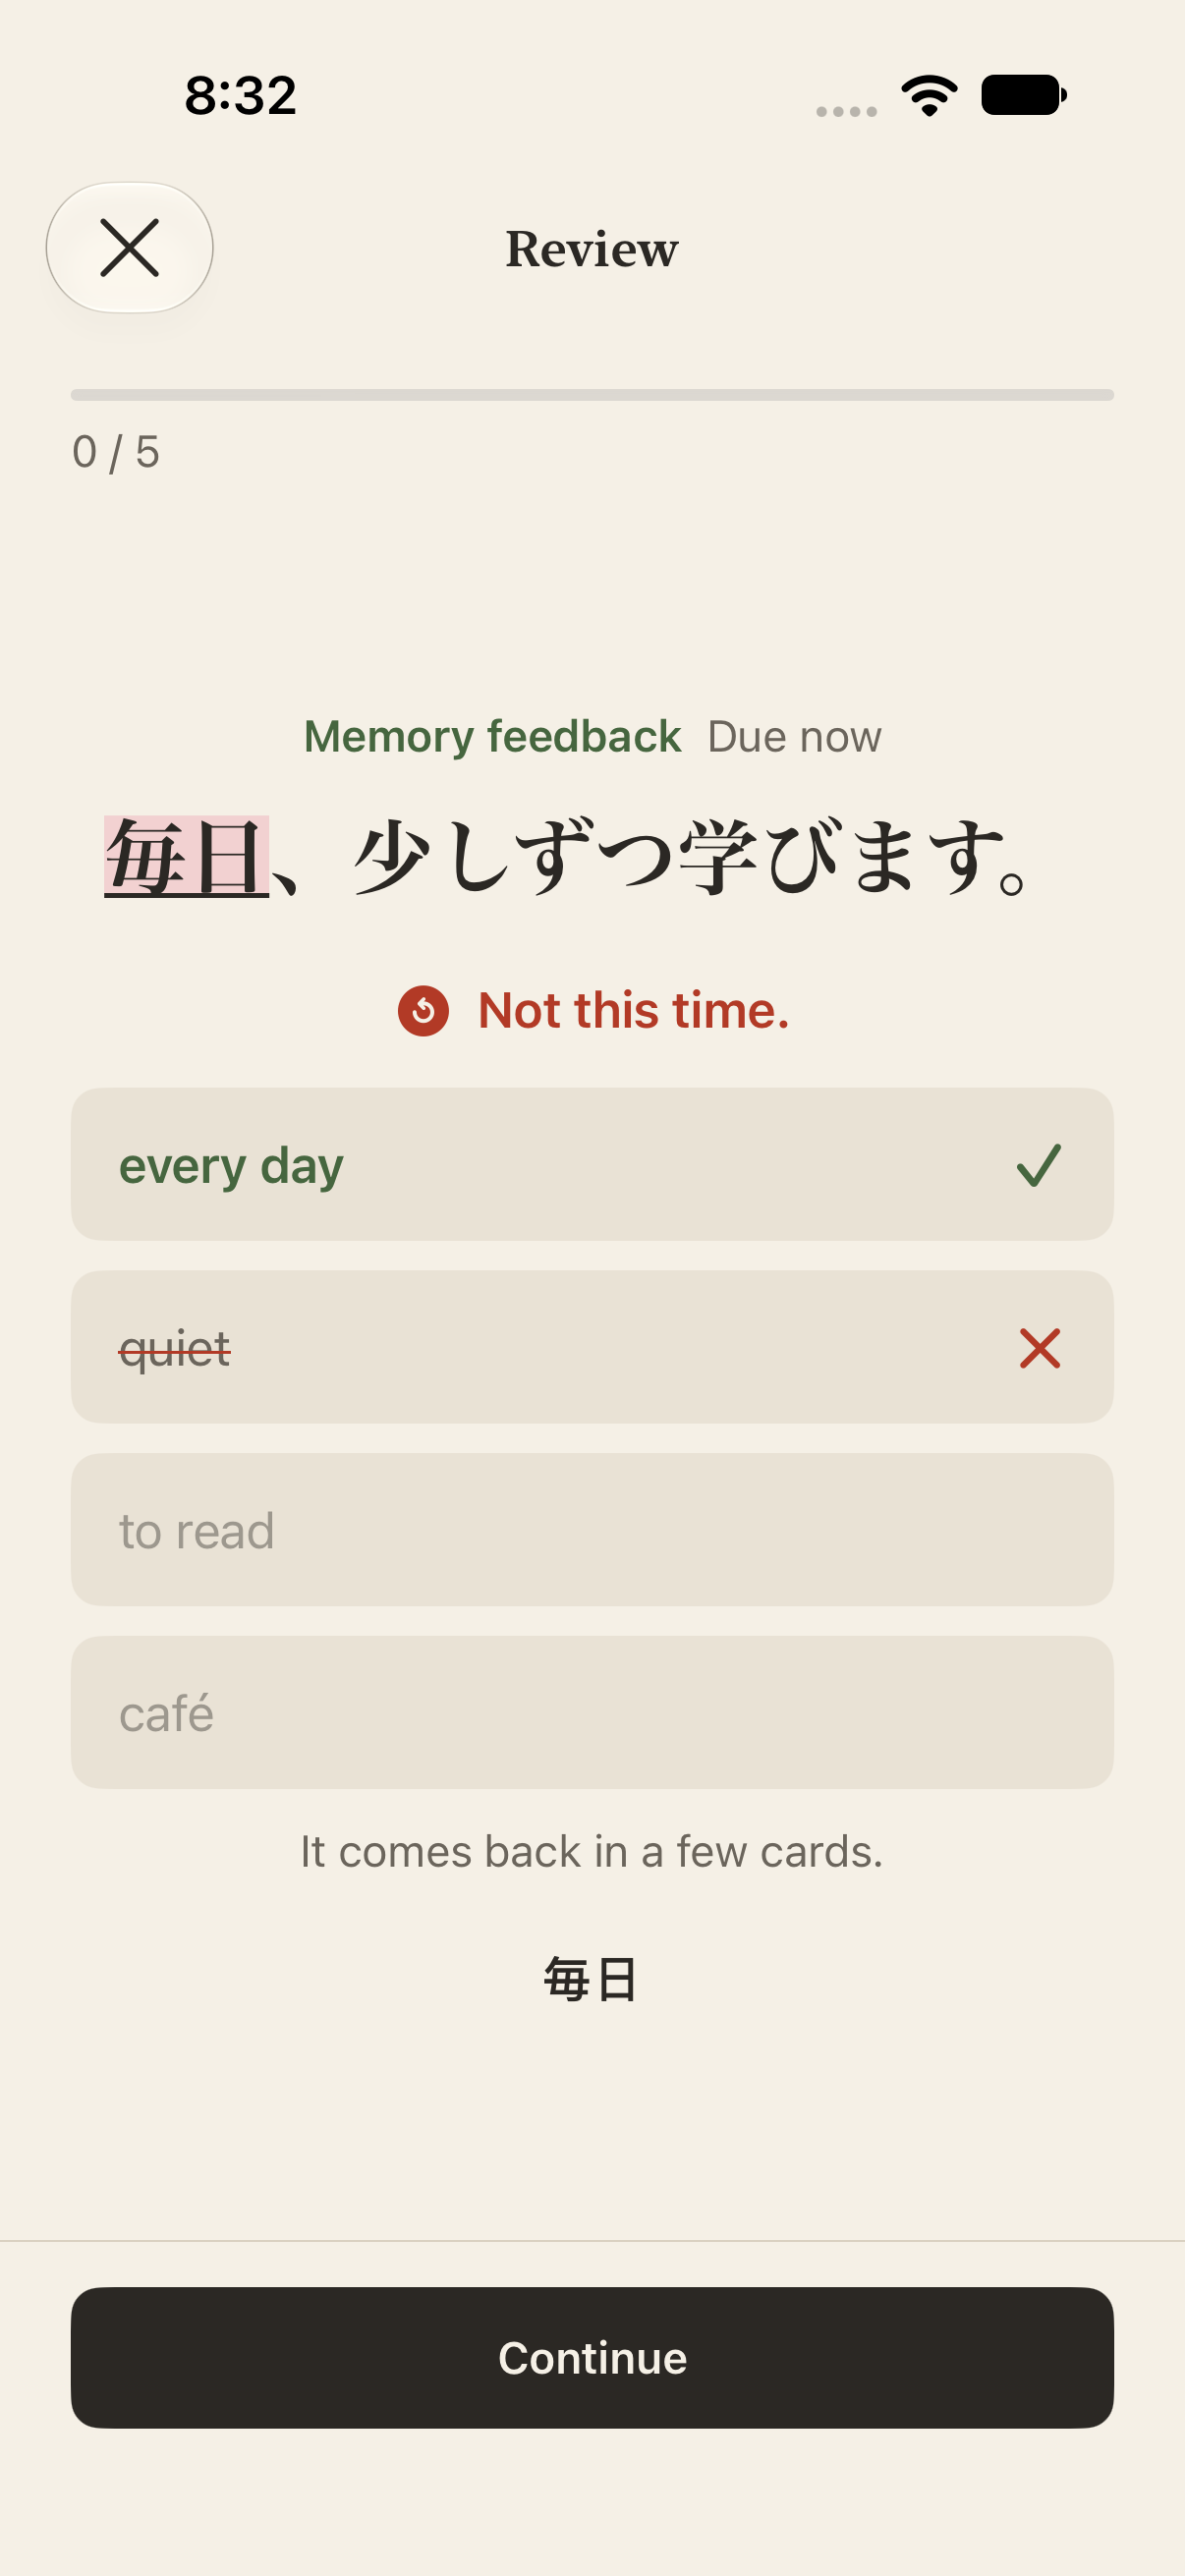 8:32
Review
0 / 5
Memory feedback Due now
毎日、少しずつ学びます。
Not this time.
every day
quiet
to read
café
It comes back in a few cards.
毎日
Continue